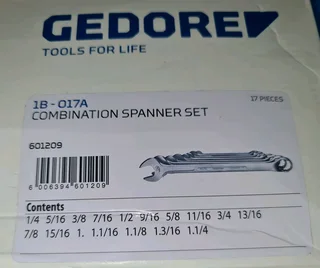 GEDORE
TOOLS FOR LIFE
1B - 017A
17 PIECES
COMBINATION SPANNER SET
601209
6 006394 601209
Contents
1/4 5/16 3/8 7/16 1/2 9/16 5/8 11/16 3/4 13/16
7/8 15/16 1. 1.1/16 1.1/8 1.3/16 1.1/4